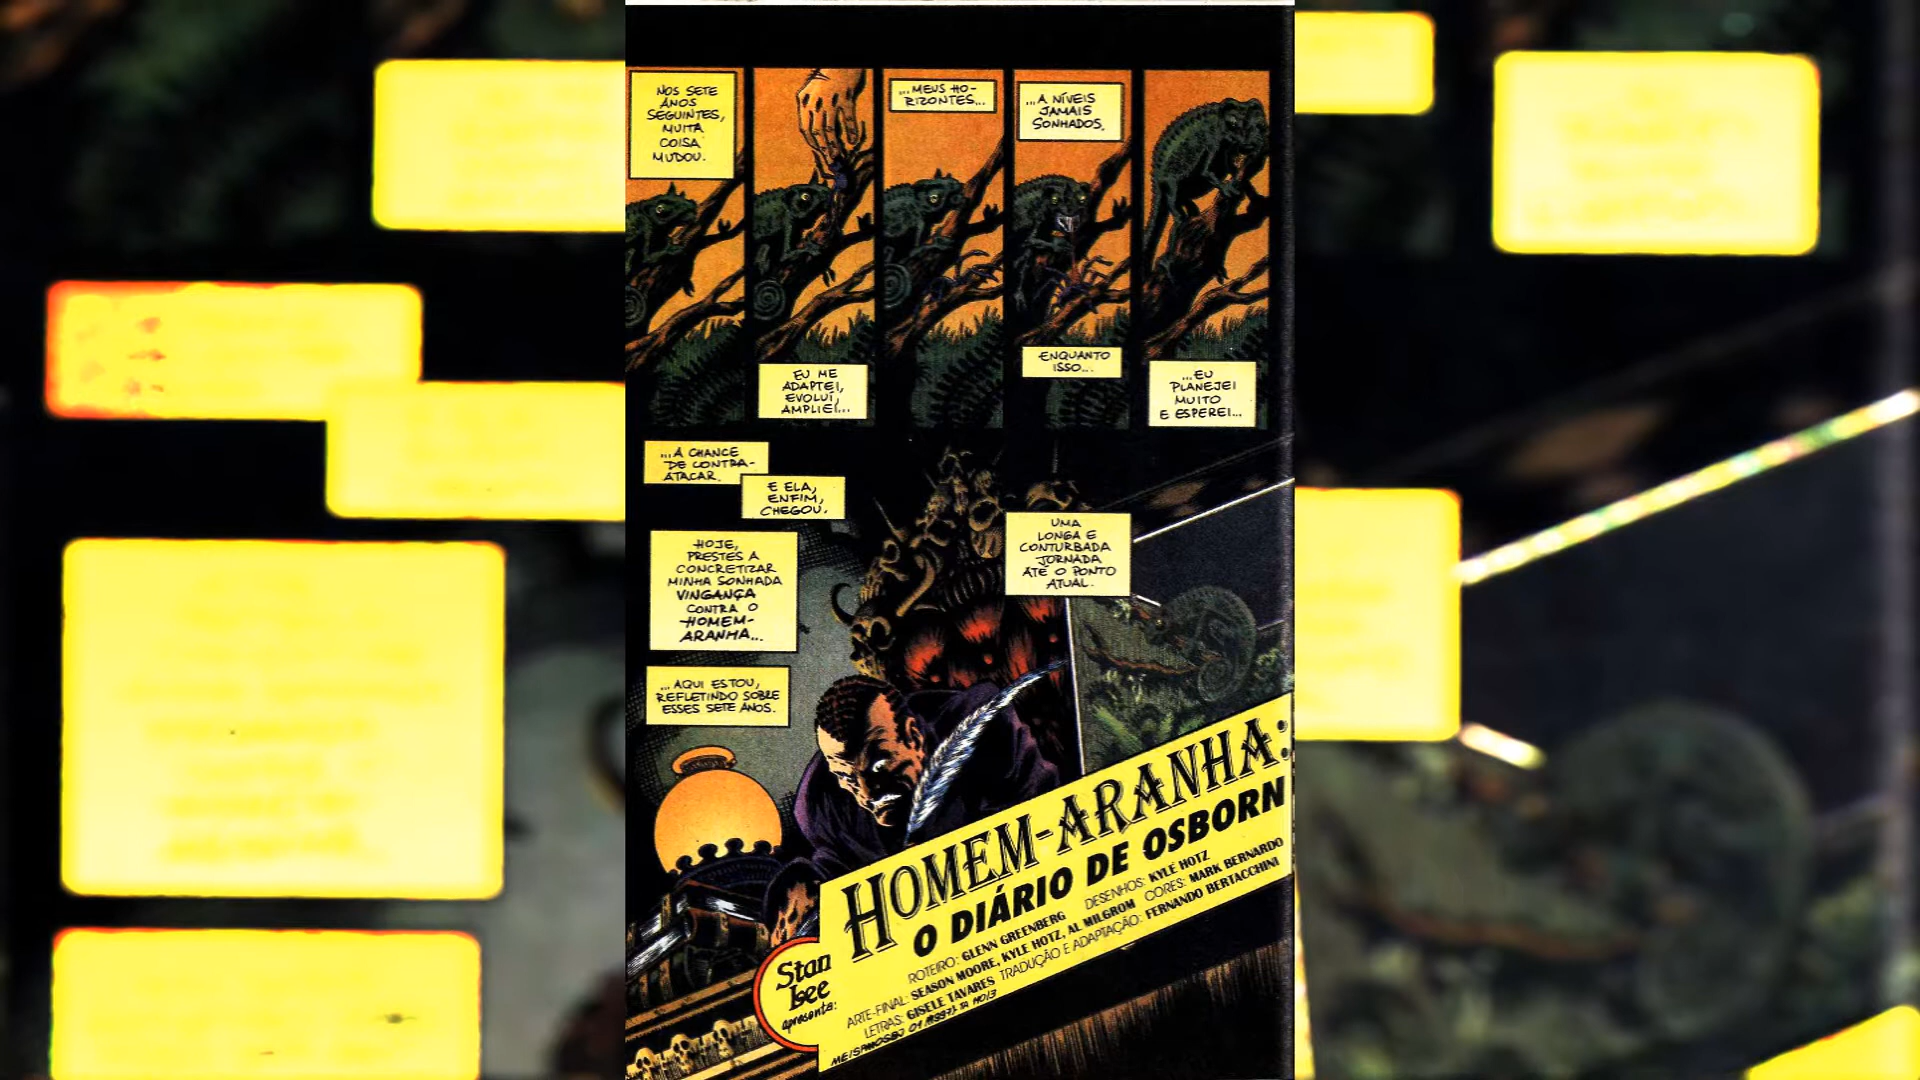 NOS SETE
ANOS
SEGUINTES,
MUITA
COISA
MUDOU.
EU ME
ADAPTEI,
EVOLUÍ,
AMPLIEI...
...MEUS HO-
RIZONTES...
...A NÍVEIS
JAMAIS
SONHADOS.
ENQUANTO
ISSO...
...EU
PLANEJEI
MUITO
E ESPEREI...
...A CHANCE
DE CONTRA-
ATACAR.
E ELA,
ENFIM,
CHEGOU.
HOJE,
PRESTES A
CONCRETIZAR
MINHA SONHADA
VINGANÇA
CONTRA O
HOMEM-
ARANHA...
...AQUI ESTOU,
REFLETINDO SOBRE
ESSES SETE ANOS.
UMA
LONGA E
CONTURBADA
JORNADA
ATÉ O PONTO
ATUAL.
Stan
Lee
apresenta:
HOMEM-ARANHA:
O DIÁRIO DE OSBORN
ROTEIRO: GLENN GREENBERG DESENHOS: KYLE HOTZ
ARTE-FINAL: SEASON MOORE, KYLE HOTZ, AL MILGROM CORES: MARK BERNARDO
LETRAS: GISELE TAVARES TRADUÇÃO E ADAPTAÇÃO: FERNANDO BERTACCHINI